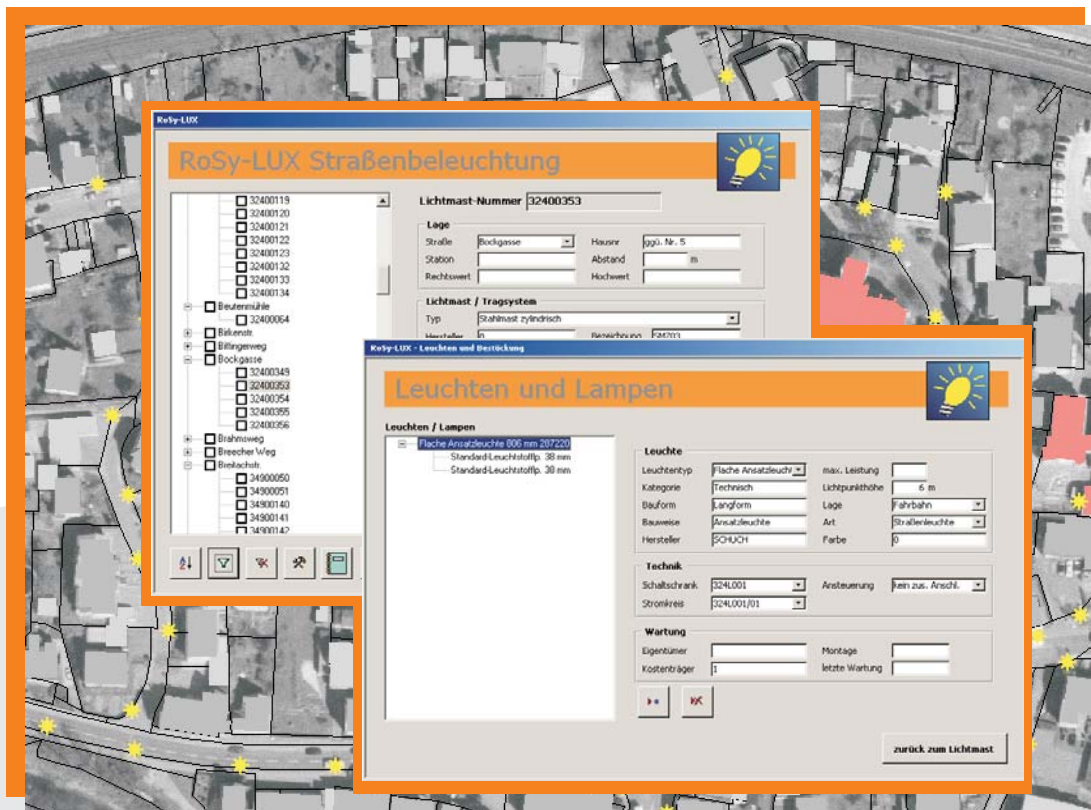 RoSy-LUX
RoSy-LUX Straßenbeleuchtung
32400119
32400120
32400121
32400122
32400123
32400132
32400133
32400134
Beutenmühle
32400064
Birkenstr.
Bittingerweg
Bockgasse
32400349
32400353
32400354
32400355
32400356
Brahmsweg
Breecher Weg
Breitachstr.
34900050
34900051
34900140
34900141
34900142
Lichtmast-Nummer 32400353
Lage
Straße Bockgasse Hausnr ggü. Nr. 5
Station Abstand m
Rechtswert Hochwert
Lichtmast / Tragsystem
Typ Stahlmast zylindrisch
Hersteller 0 Bezeichnung SM703
RoSy-LUX - Leuchten und Bestückung
Leuchten und Lampen
Leuchten / Lampen
Flache Ansatzleuchte 806 mm 287220
Standard-Leuchtstofflp. 38 mm
Standard-Leuchtstofflp. 38 mm
Leuchte
Leuchtentyp Flache Ansatzleucht max. Leistung
Kategorie Technisch Lichtpunkthöhe 6 m
Bauform Langform Lage Fahrbahn
Bauweise Ansatzleuchte Art Straßenleuchte
Hersteller SCHUCH Farbe 0
Technik
Schaltschrank 324L001 Ansteuerung kein zus. Anschl.
Stromkreis 324L001/01
Wartung
Eigentümer Montage
Kostenträger 1 letzte Wartung
zurück zum Lichtmast